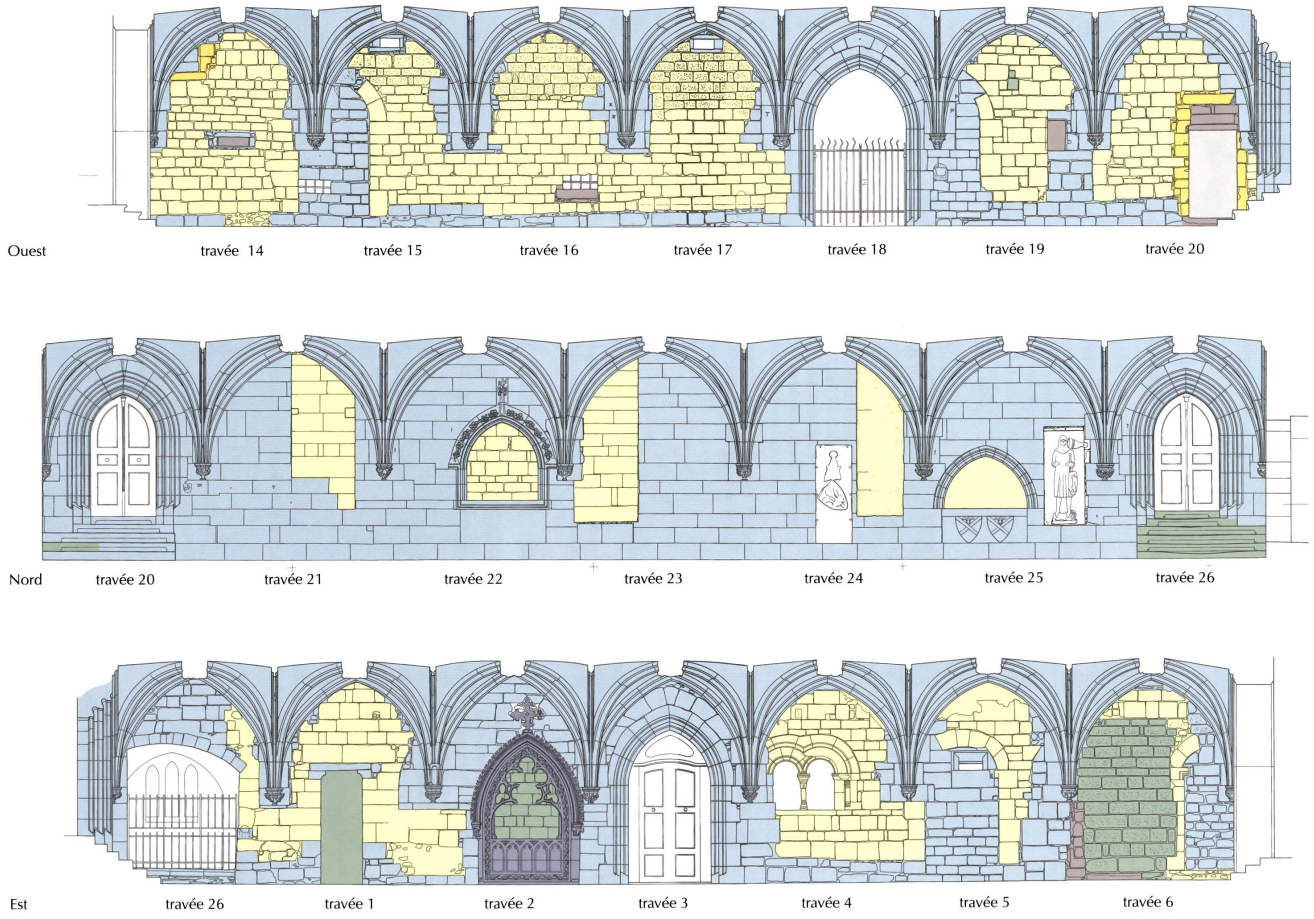 Ouest travée 14 travée 15 travée 16 travée 17 travée 18 travée 19 travée 20
Nord travée 20 travée 21 travée 22 travée 23 travée 24 travée 25 travée 26
Est travée 26 travée 1 travée 2 travée 3 travée 4 travée 5 travée 6